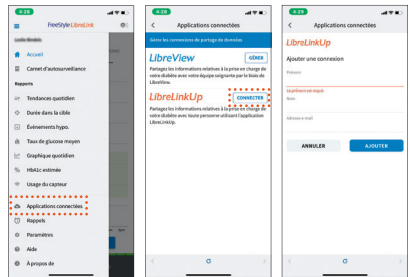 4:28
FreeStyle LibreLink
Accueil
Carnet d'autosurveillance
Rapports
Tendances quotidien
Durée dans la cible
Événements hypo.
Taux de glucose moyen
Graphique quotidien
HbA1c estimée
Usage du capteur
Applications connectées
Rappels
Paramètres
Aide
À propos de
4:28
Applications connectées
Gérer les connexions de partage de données
LibreView
GÉRER
Partagez les informations relatives à la prise en charge de
votre diabète avec votre équipe soignante par le biais de
LibreView.
LibreLinkUp
CONNECTER
Partagez les informations relatives à la prise en charge de
votre diabète avec toute personne utilisant l'application
LibreLinkUp.
4:29
Applications connectées
LibreLinkUp
Ajouter une connexion
Prénom
Le prénom est requis
Nom
Adresse e-mail
ANNULER
AJOUTER